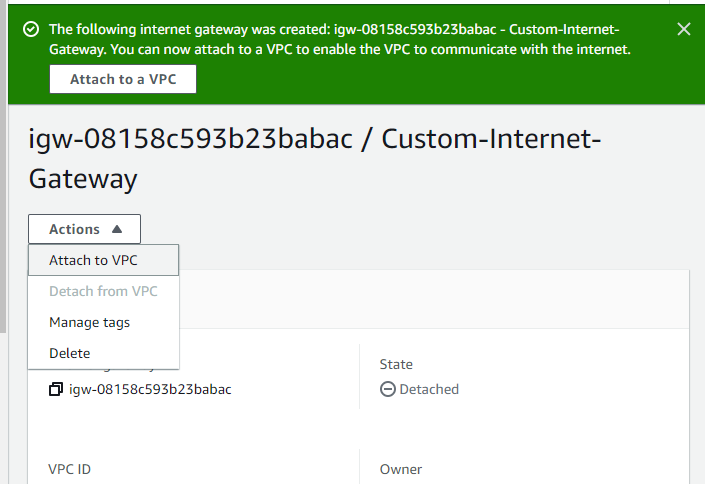 The following internet gateway was created: igw-08158c593b23babac - Custom-Internet-
Gateway. You can now attach to a VPC to enable the VPC to communicate with the internet.
Attach to a VPC
igw-08158c593b23babac / Custom-Internet-
Gateway
Actions
Attach to VPC
Detach from VPC
Manage tags
Delete
State
igw-08158c593b23babac
Detached
VPC ID
Owner